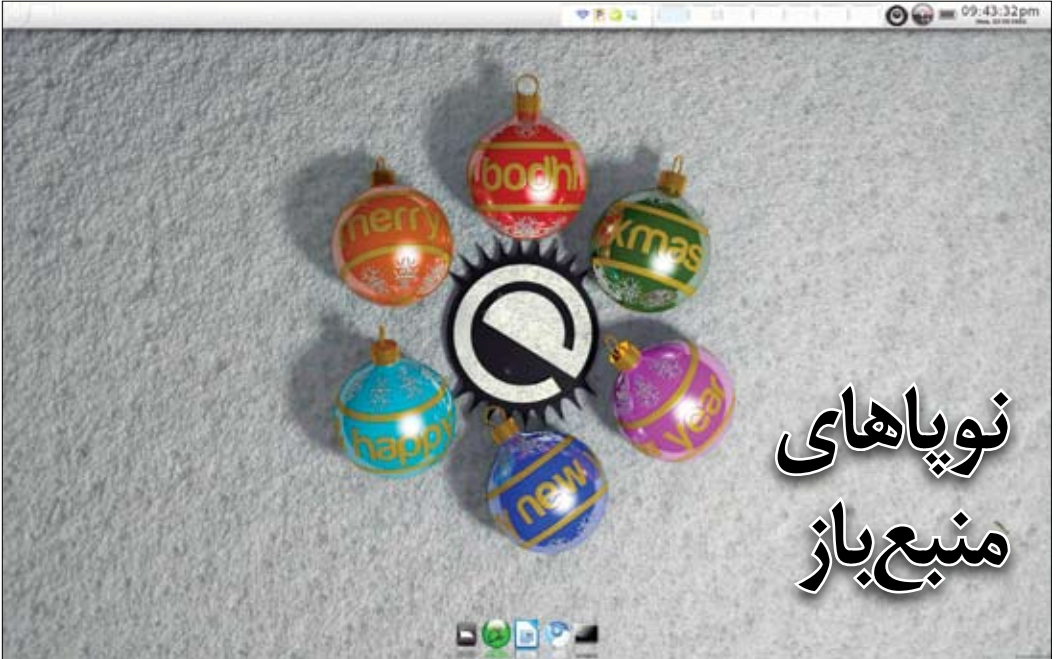 09:43:32pm
bodhi
merry
xmas
happy
year
new
نوپاهای
منبع‌باز